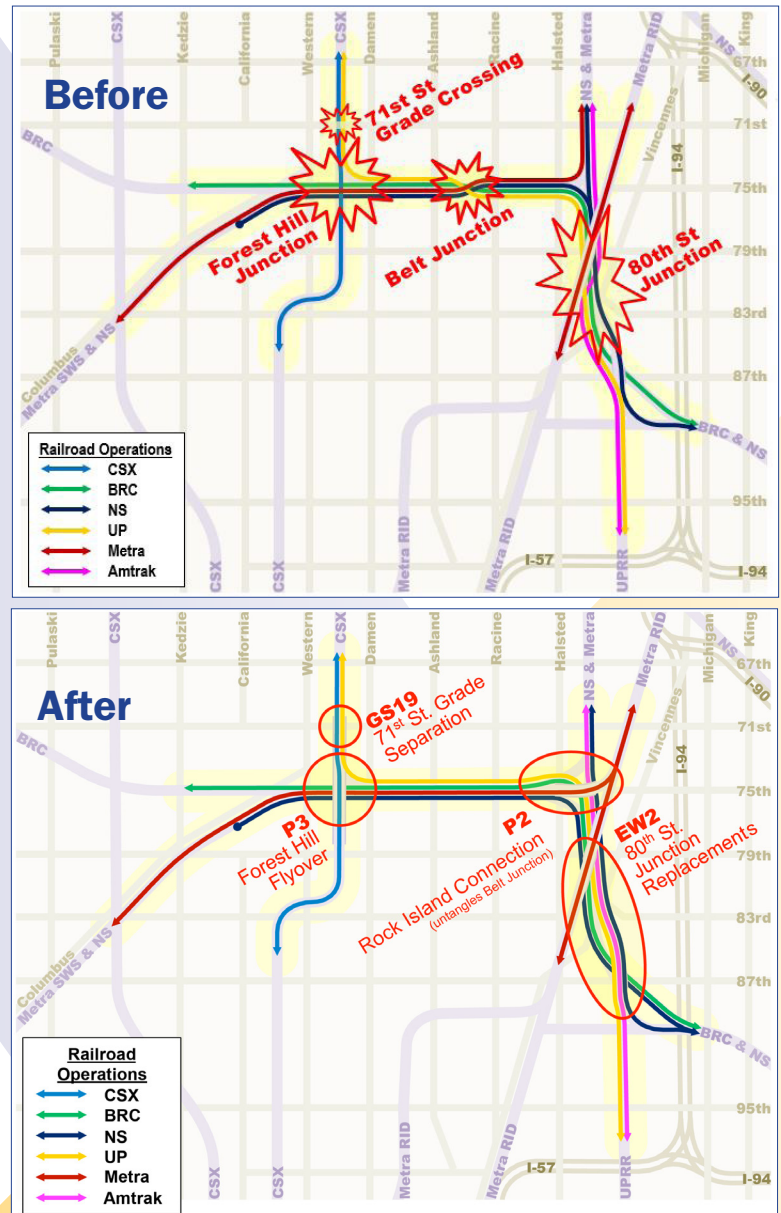 Before
Pulaski
CSX
Kedzie
California
Western
CSX
Damen
Ashland
Racine
Halsted
NS & Metra
Metra RID
Michigan
King
NS
I-90
67th
71st St
Grade Crossing
Vincennes
I-94
71st
BRC
75th
Forest Hill
Junction
Belt Junction
80th St
Junction
79th
83rd
Columbus
Metra SWS & NS
87th
BRC & NS
Railroad Operations
CSX
BRC
NS
UP
Metra
Amtrak
95th
CSX
CSX
Metra RID
Metra RID
I-57
UPRR
I-94
After
Pulaski
CSX
Kedzie
California
Western
CSX
Damen
Ashland
Racine
Halsted
NS & Metra
Metra RID
Michigan
King
NS
I-90
67th
GS19
71st St. Grade
Separation
Vincennes
I-94
71st
BRC
75th
P3
Forest Hill
Flyover
P2
Rock Island Connection
(untangles Belt Junction)
EW2
80th St.
Junction
Replacements
79th
83rd
Columbus
Metra SWS & NS
87th
BRC & NS
Railroad
Operations
CSX
BRC
NS
UP
Metra
Amtrak
95th
CSX
CSX
Metra RID
Metra RID
I-57
UPRR
I-94